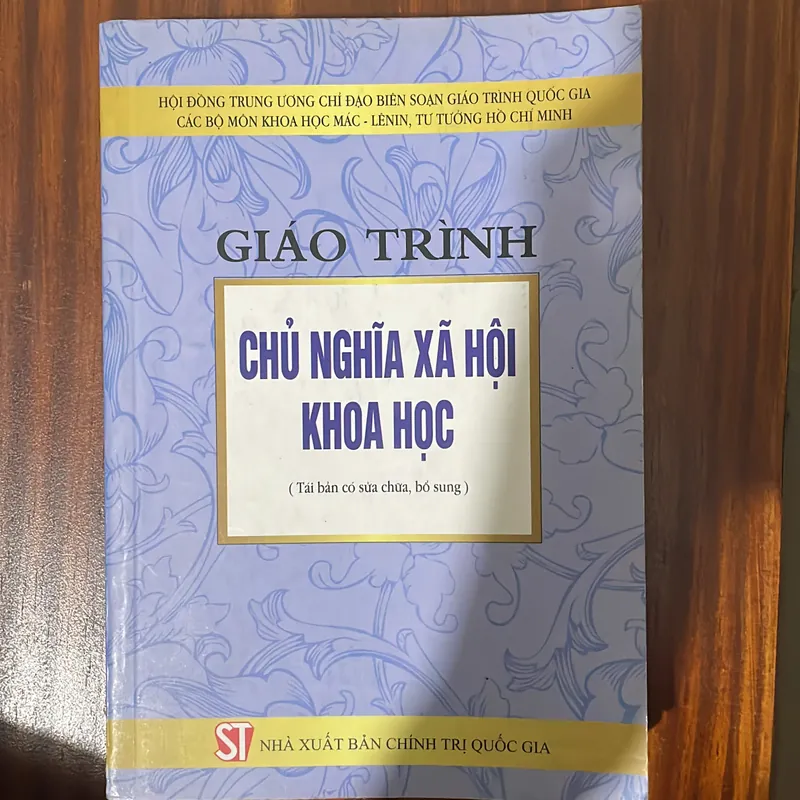 HỘI ĐỒNG TRUNG ƯƠNG CHỈ ĐẠO BIÊN SOẠN GIÁO TRÌNH QUỐC GIA
CÁC BỘ MÔN KHOA HỌC MÁC - LÊNIN, TƯ TƯỞNG HỒ CHÍ MINH
GIÁO TRÌNH
CHỦ NGHĨA XÃ HỘI
KHOA HỌC
( Tái bản có sửa chữa, bổ sung )
ST NHÀ XUẤT BẢN CHÍNH TRỊ QUỐC GIA